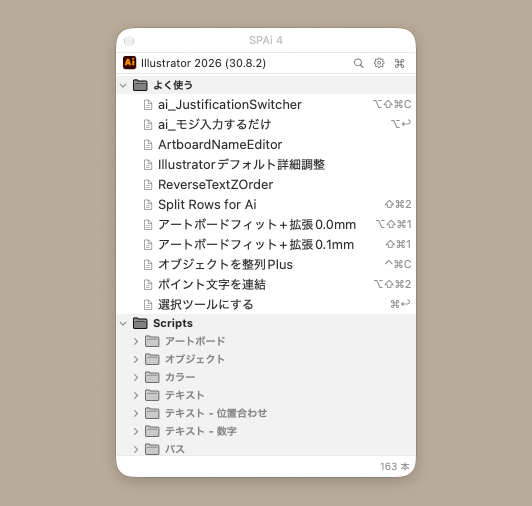 SPAi 4
Ai Illustrator 2026 (30.8.2) ⌘
よく使う
ai_JustificationSwitcher ⌥⇧⌘C
ai_モジ入力するだけ ⌥↩
ArtboardNameEditor
Illustratorデフォルト詳細調整
ReverseTextZOrder
Split Rows for Ai ⇧⌘2
アートボードフィット＋拡張0.0mm ⌥⇧⌘1
アートボードフィット＋拡張0.1mm ⇧⌘1
オブジェクトを整列Plus ^⌘C
ポイント文字を連結 ⌥⇧⌘2
選択ツールにする ⌘↩
Scripts
アートボード
オブジェクト
カラー
テキスト
テキスト - 位置合わせ
テキスト - 数字
パス
163 本